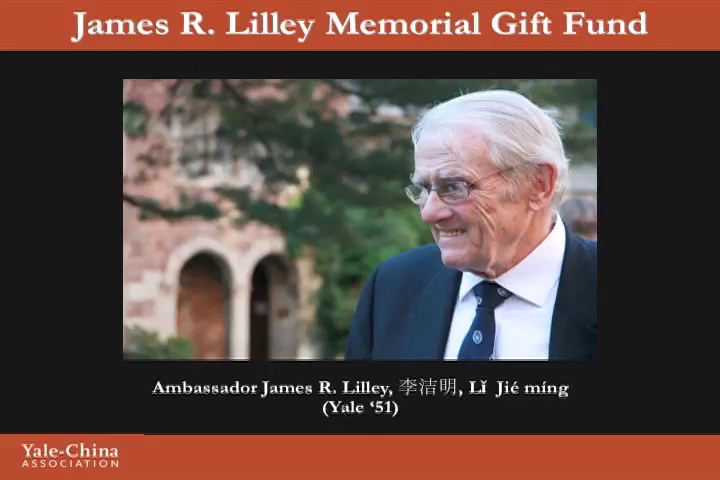 James R. Lilley Memorial Gift Fund
Ambassador James R. Lilley, 李洁明, Lǐ Jié míng
(Yale ‘51)
Yale-China
ASSOCIATION